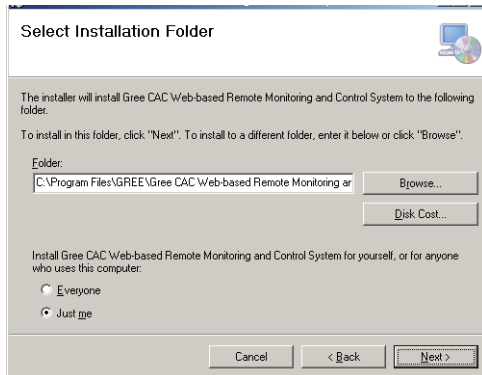 Select Installation Folder
The installer will install Gree CAC Web-based Remote Monitoring and Control System to the following
folder.
To install in this folder, click "Next". To install to a different folder, enter it below or click "Browse".
Folder:
C:\Program Files\GREE\Gree CAC Web-based Remote Monitoring ar
Browse...
Disk Cost...
Install Gree CAC Web-based Remote Monitoring and Control System for yourself, or for anyone
who uses this computer:
Everyone
Just me
Cancel
< Back
Next >